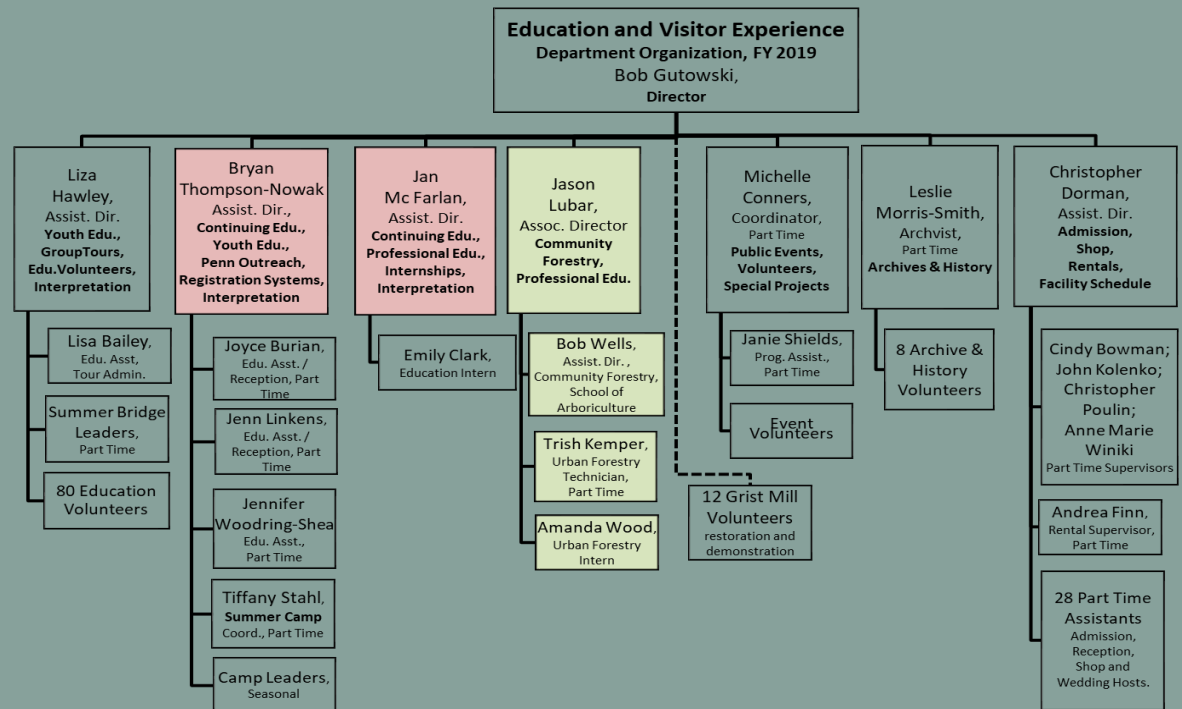 Education and Visitor Experience
Department Organization, FY 2019
Bob Gutowski,
Director
Liza
Hawley,
Assist. Dir.
Youth Edu.,
GroupTours,
Edu.Volunteers,
Interpretation
Lisa Bailey,
Edu. Asst,
Tour Admin.
Summer Bridge
Leaders,
Part Time
80 Education
Volunteers
Bryan
Thompson-Nowak
Assist. Dir.,
Continuing Edu.,
Youth Edu.,
Penn Outreach,
Registration Systems,
Interpretation
Joyce Burian,
Edu. Asst. /
Reception, Part
Time
Jenn Linkens,
Edu. Asst. /
Reception, Part
Time
Jennifer
Woodring-Shea
Edu. Asst.,
Part Time
Tiffany Stahl,
Summer Camp
Coord., Part Time
Camp Leaders,
Seasonal
Jan
Mc Farlan,
Assist. Dir.
Continuing Edu.,
Professional Edu.,
Internships,
Interpretation
Emily Clark,
Education Intern
Jason
Lubar,
Assoc. Director
Community
Forestry,
Professional Edu.
Bob Wells,
Assist. Dir. ,
Community Forestry,
School of
Arboriculture
Trish Kemper,
Urban Forestry
Technician,
Part Time
Amanda Wood,
Urban Forestry
Intern
12 Grist Mill
Volunteers
restoration and
demonstration
Michelle
Conners,
Coordinator,
Part Time
Public Events,
Volunteers,
Special Projects
Janie Shields,
Prog. Assist.,
Part Time
Event
Volunteers
Leslie
Morris-Smith,
Archvist,
Part Time
Archives & History
8 Archive &
History
Volunteers
Christopher
Dorman,
Assist. Dir.
Admission,
Shop,
Rentals,
Facility Schedule
Cindy Bowman;
John Kolenko;
Christopher
Poulin;
Anne Marie
Winiki
Part Time Supervisors
Andrea Finn,
Rental Supervisor,
Part Time
28 Part Time
Assistants
Admission,
Reception,
Shop and
Wedding Hosts.